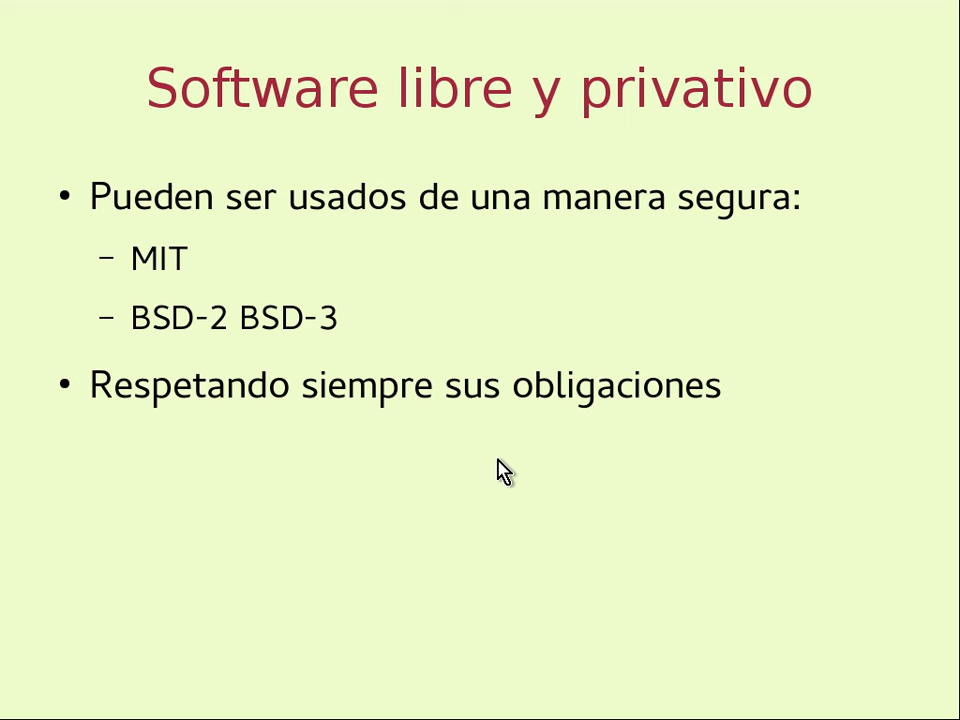 Software libre y privativo
• Pueden ser usados de una manera segura:
– MIT
– BSD-2 BSD-3
• Respetando siempre sus obligaciones